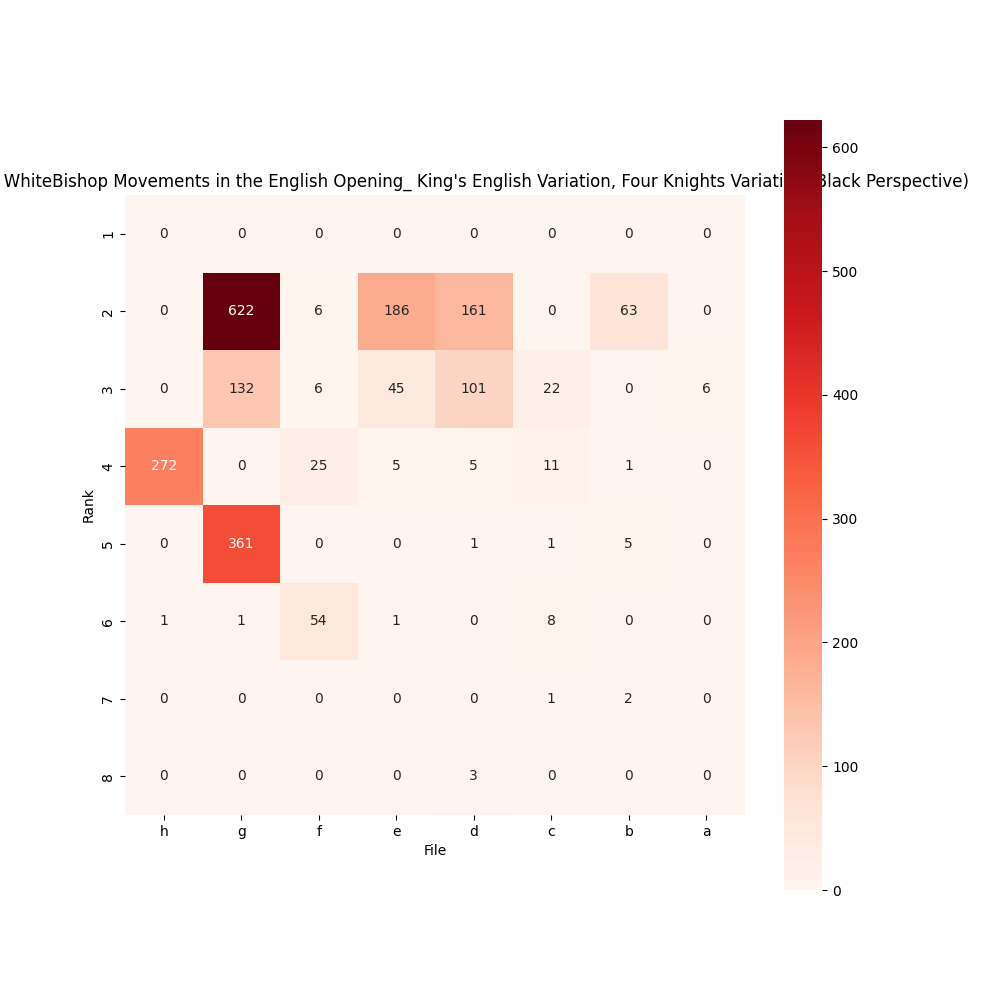 WhiteBishop Movements in the English Opening_ King's English Variation, Four Knights Variation (Black Perspective)
600
1 0 0 0 0 0 0 0 0
500
2 0 622 6 186 161 0 63 0
3 0 132 6 45 101 22 0 6
400
4 272 0 25 5 5 11 1 0
Rank
300
5 0 361 0 0 1 1 5 0
6 1 1 54 1 0 8 0 0
200
7 0 0 0 0 0 1 2 0
100
8 0 0 0 0 3 0 0 0
h g f e d c b a
File
0